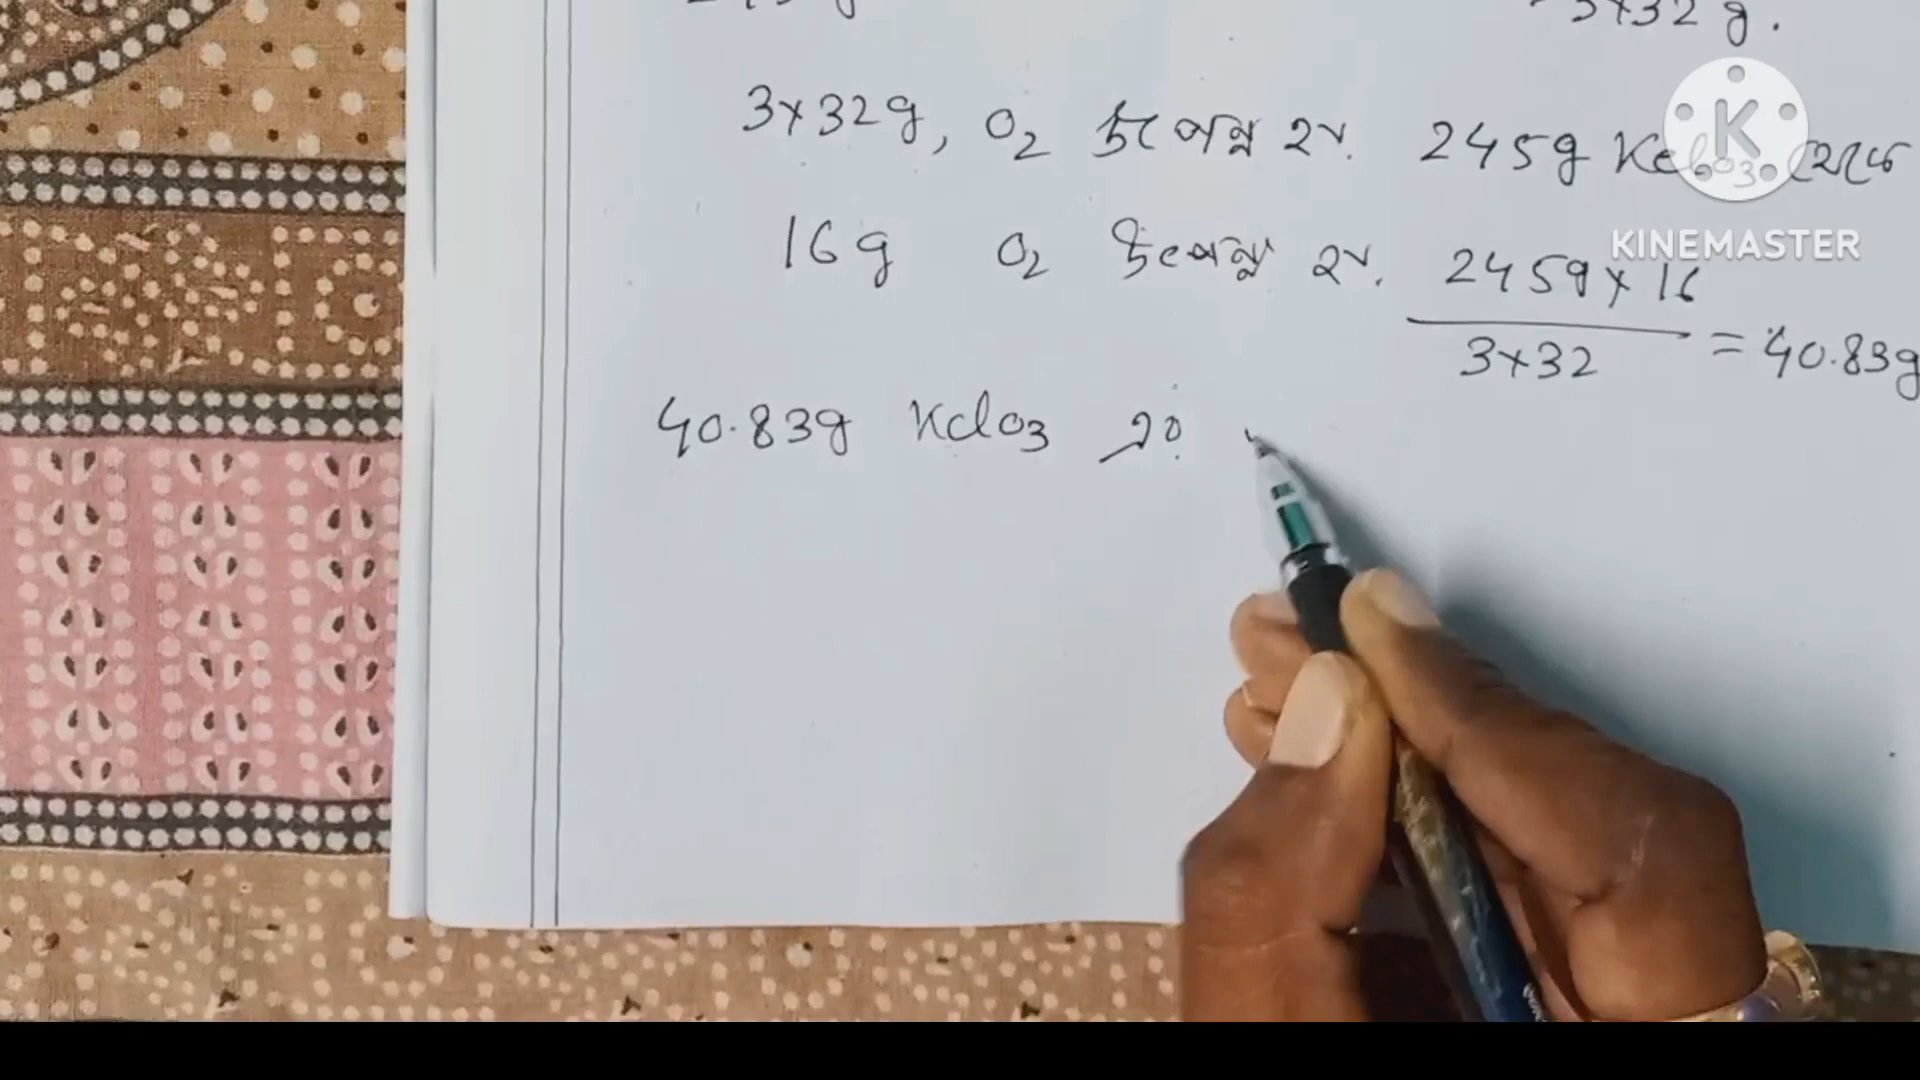 3×32 g.
3×32g, O2 উৎপন্ন হয়. 245g KClO3 হেতে
16g O2 উৎপন্ন হয়. 245g×16
3×32
= 40.83g
40.83g KClO3
K
KINEMASTER